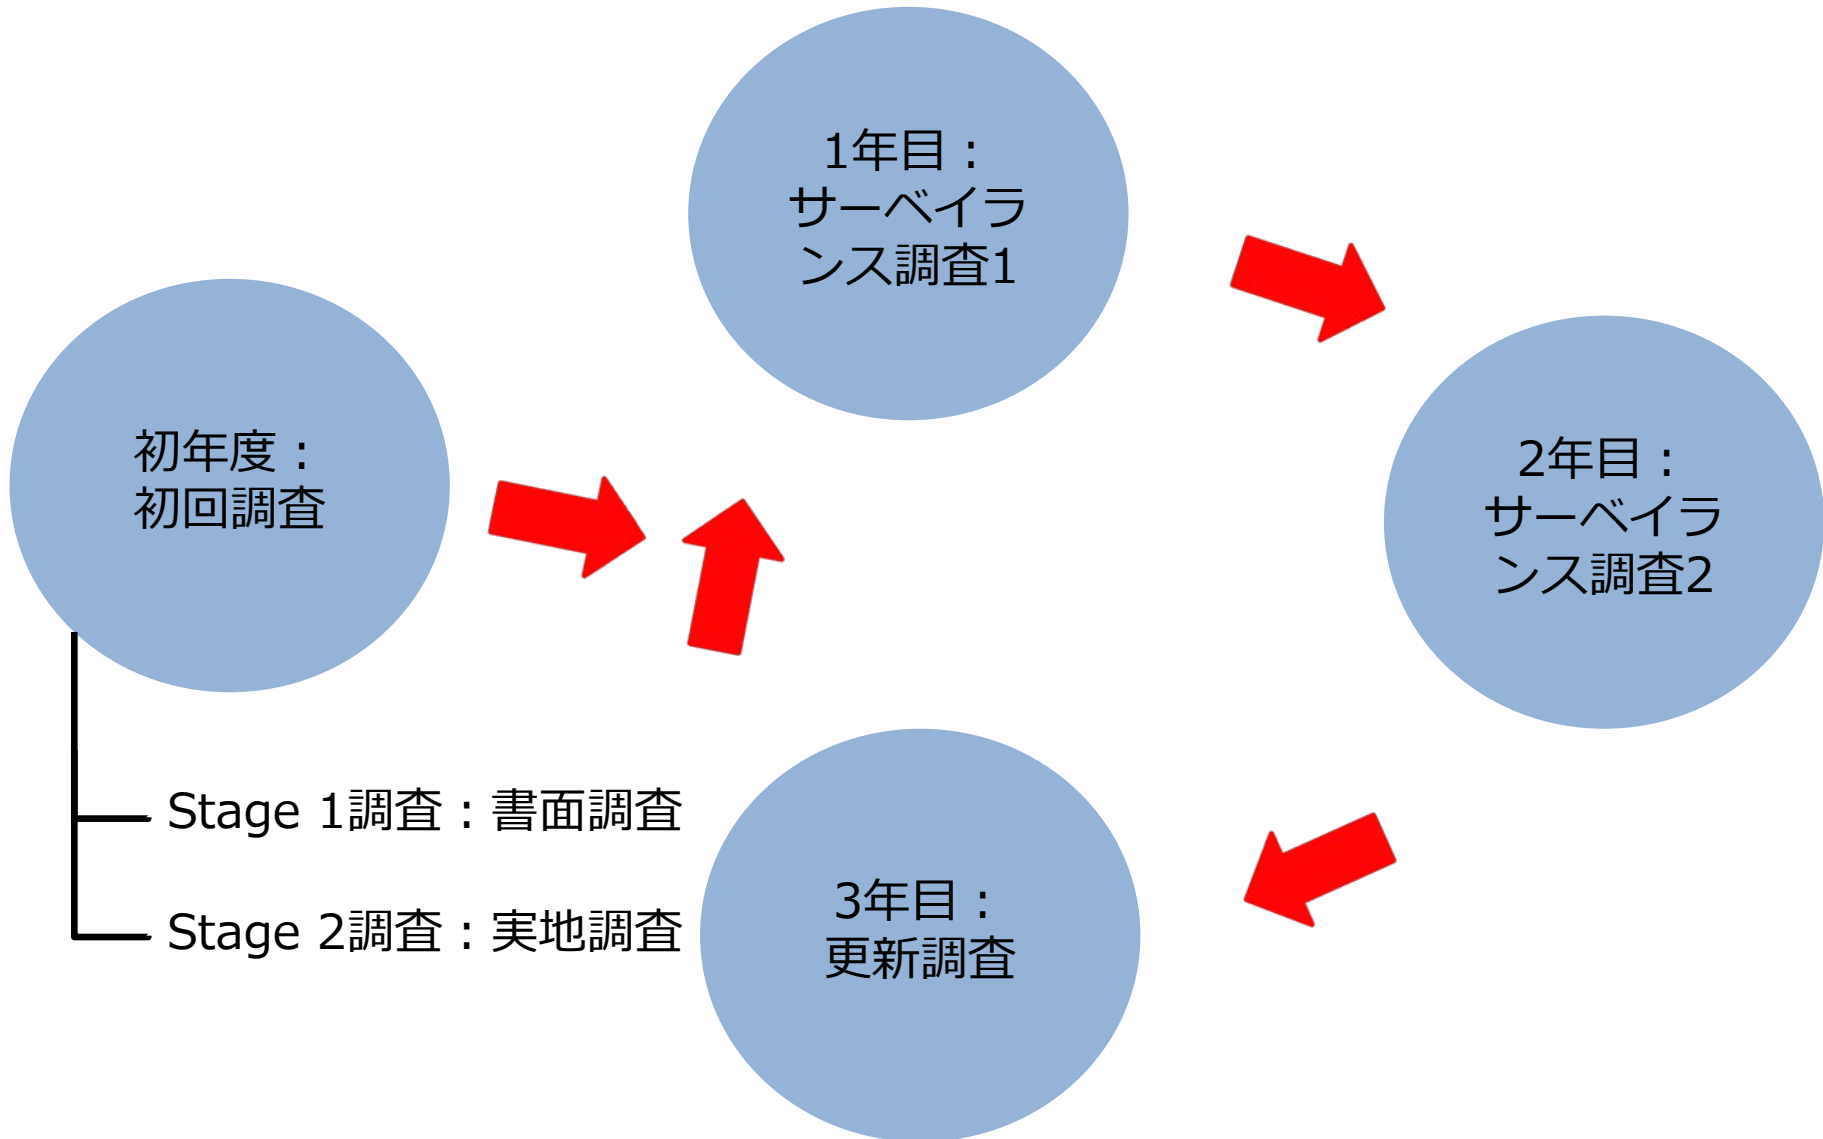 初年度：
初回調査
Stage 1調査：書面調査
Stage 2調査：実地調査
1年目：
サーベイラ
ンス調査1
2年目：
サーベイラ
ンス調査2
3年目：
更新調査